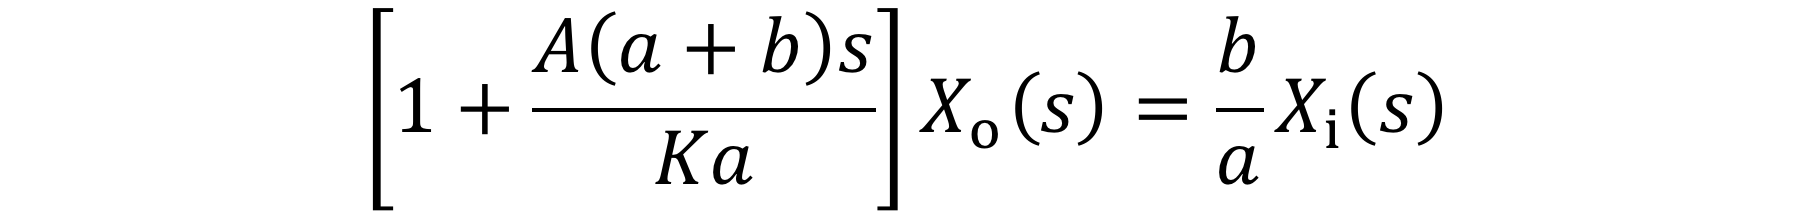 [1 + A(a + b)s / Ka] Xₒ(s) = b/a Xᵢ(s)